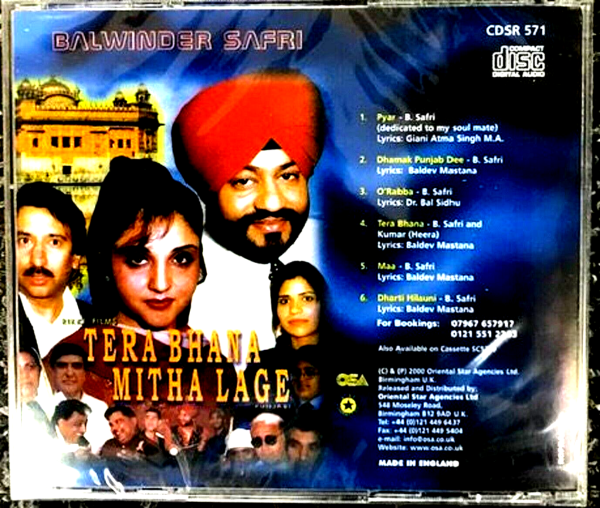 BALWINDER SAFRI
CDSR 571
COMPACT
disc
DIGITAL AUDIO
1. Pyar - B. Safri
(dedicated to my soul mate)
Lyrics: Giani Atma Singh M.A.
2. Dhamak Punjab Dee - B. Safri
Lyrics: Baldev Mastana
3. O'Rabba - B. Safri
Lyrics: Dr. Bal Sidhu
4. Tera Bhana - B. Safri and
Kumar (Heera)
Lyrics: Baldev Mastana
5. Maa - B. Safri
Lyrics: Baldev Mastana
6. Dharti Hilauni - B. Safri
Lyrics: Baldev Mastana
For Bookings: 07967 657917
0121 551
Also Available on Cassette
FILMS
TERA BHANA
MITHA LAGE
OSA
(C) & (P) 2000 Oriental Star Agencies Ltd.
Birmingham U.K.
Released and Distributed by:
Oriental Star Agencies Ltd
548 Moseley Road,
Birmingham B12 9AD U.K.
Tel: +44 (0)121 449 6437
Fax: +44 (0)121 449 5404
e-mail: info@osa.co.uk
Website: www.osa.co.uk
MADE IN ENGLAND